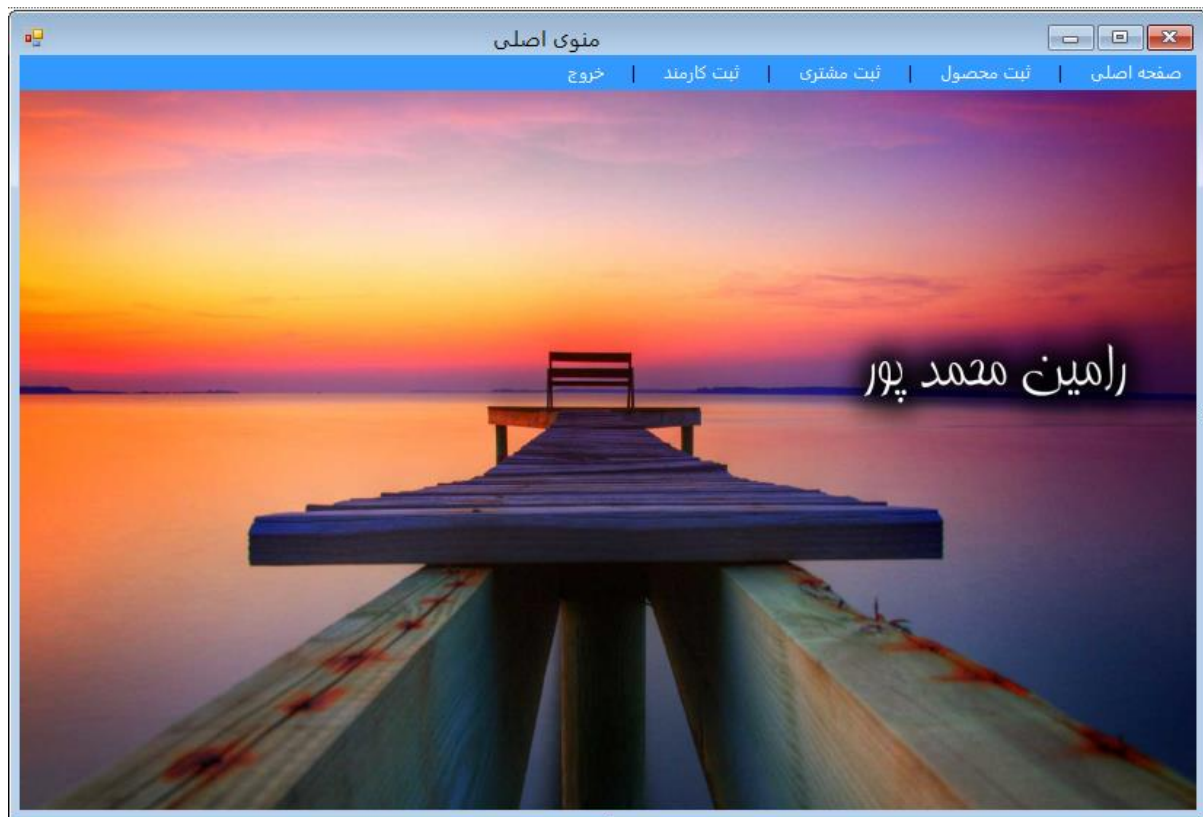 منوی اصلی
صفحه اصلی | ثبت محصول | ثبت مشتری | ثبت کارمند | خروج
رامین محمد پور